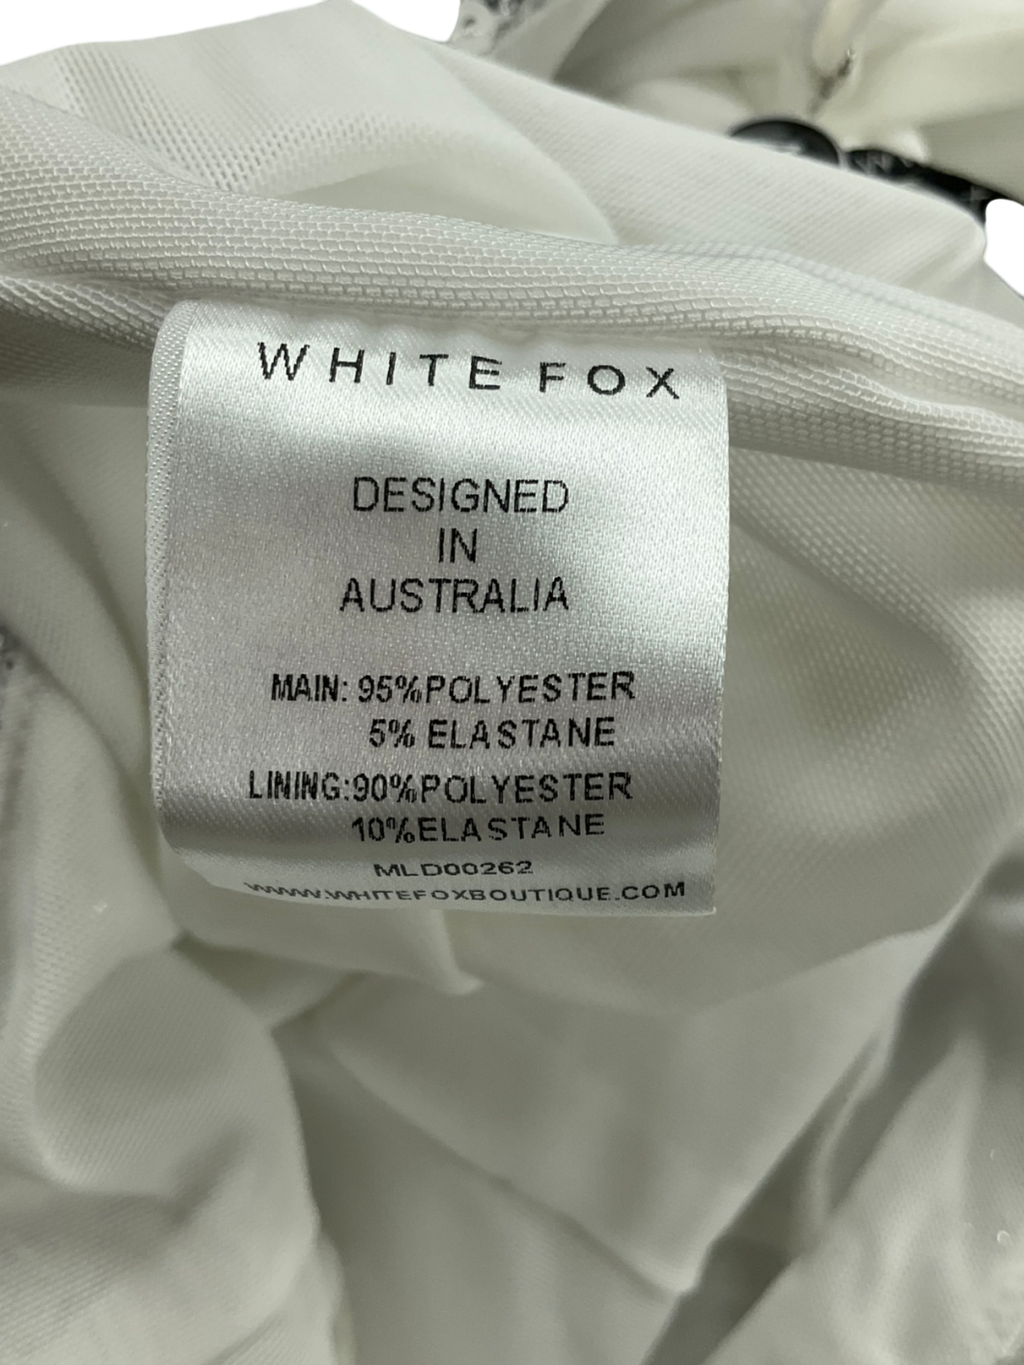 WHITE FOX
DESIGNED
IN
AUSTRALIA
MAIN: 95%POLYESTER
5% ELASTANE
LINING:90%POLYESTER
10%ELASTANE
MLD00262
WWW.WHITEFOXBOUTIQUE.COM